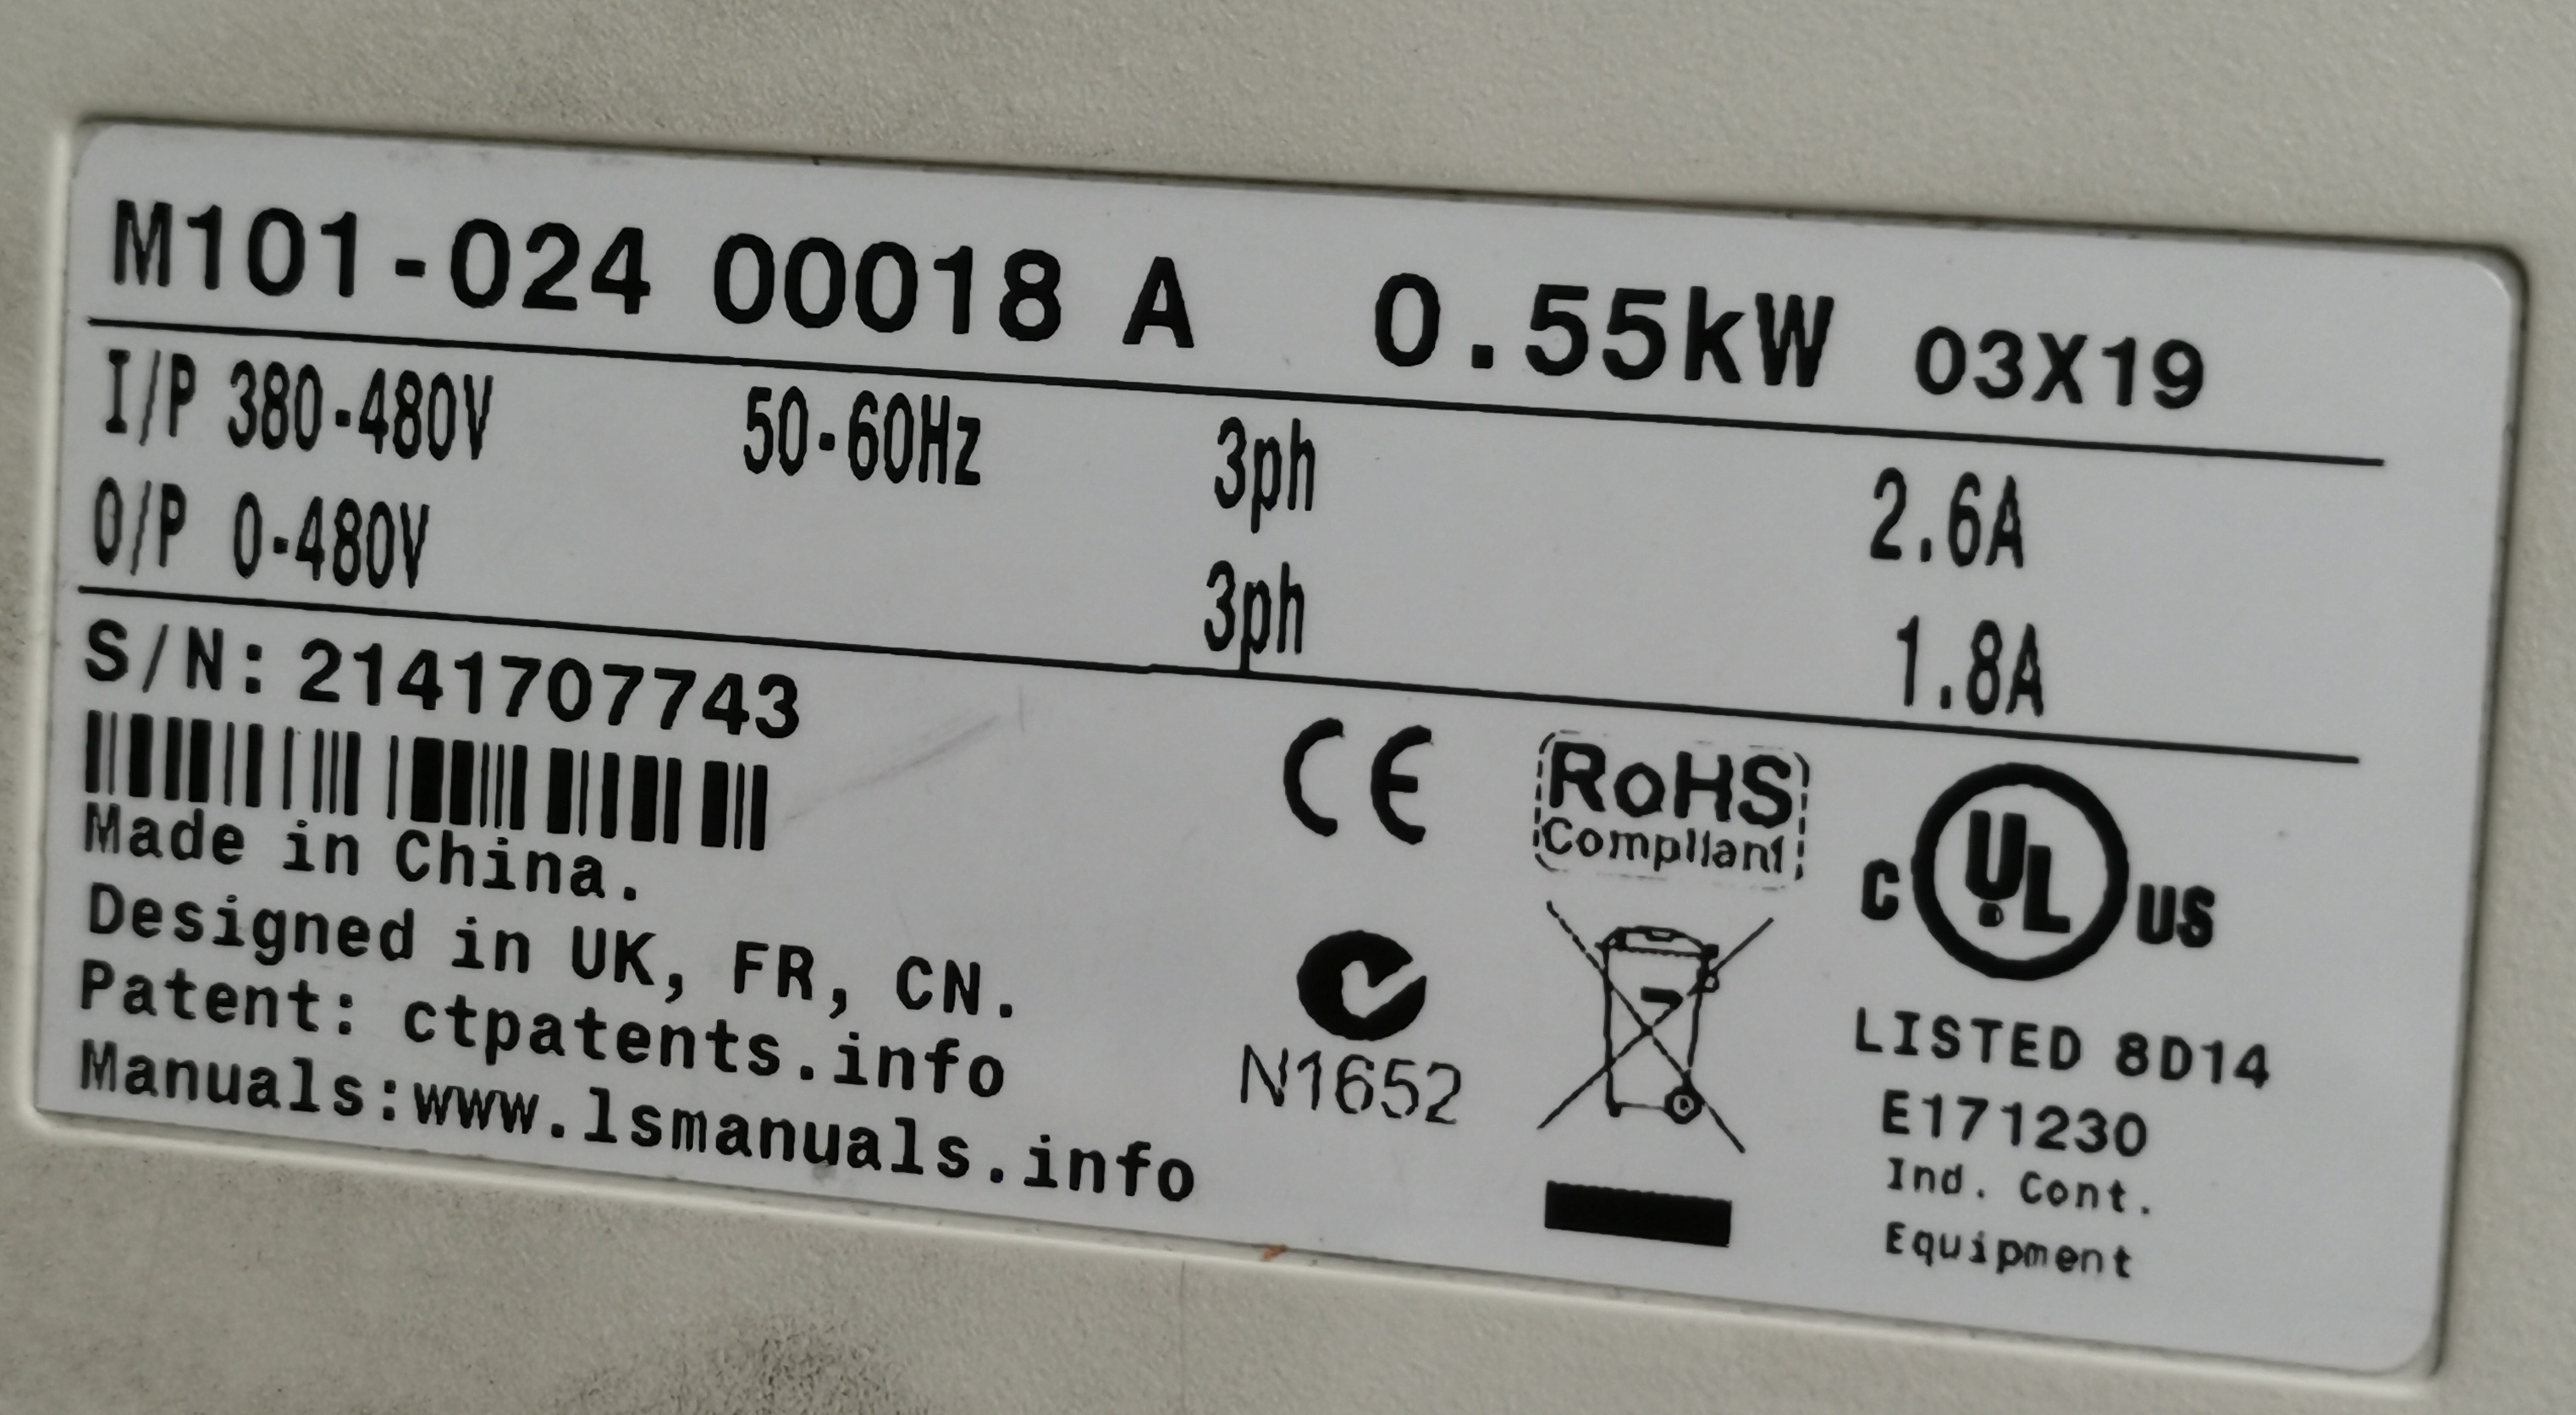 M101-024 00018 A 0.55kW 03X19
I/P 380-480V 50-60Hz 3ph 2.6A
O/P 0-480V 3ph 1.8A
S/N: 2141707743
Made in China.
Designed in UK, FR, CN.
Patent: ctpatents.info
Manuals:www.lsmanuals.info
CE
N1652
RoHS
Compliant
C UL US
LISTED 8D14
E171230
Ind. Cont.
Equipment